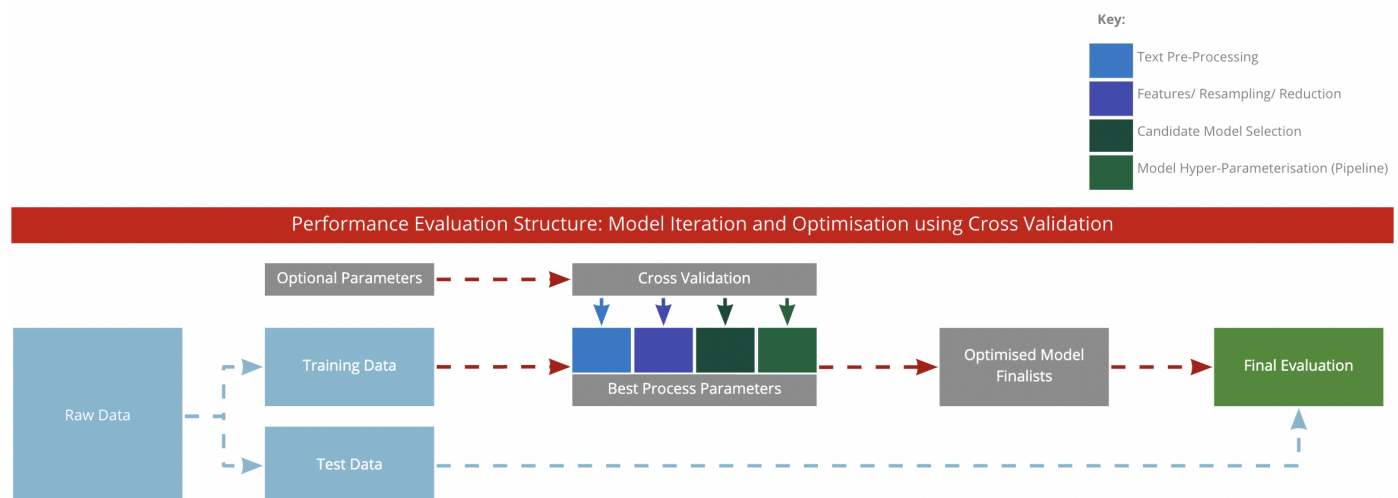 Key:
Text Pre-Processing
Features/ Resampling/ Reduction
Candidate Model Selection
Model Hyper-Parameterisation (Pipeline)
Performance Evaluation Structure: Model Iteration and Optimisation using Cross Validation
Optional Parameters
Cross Validation
Raw Data
Training Data
Best Process Parameters
Optimised Model
Finalists
Final Evaluation
Test Data